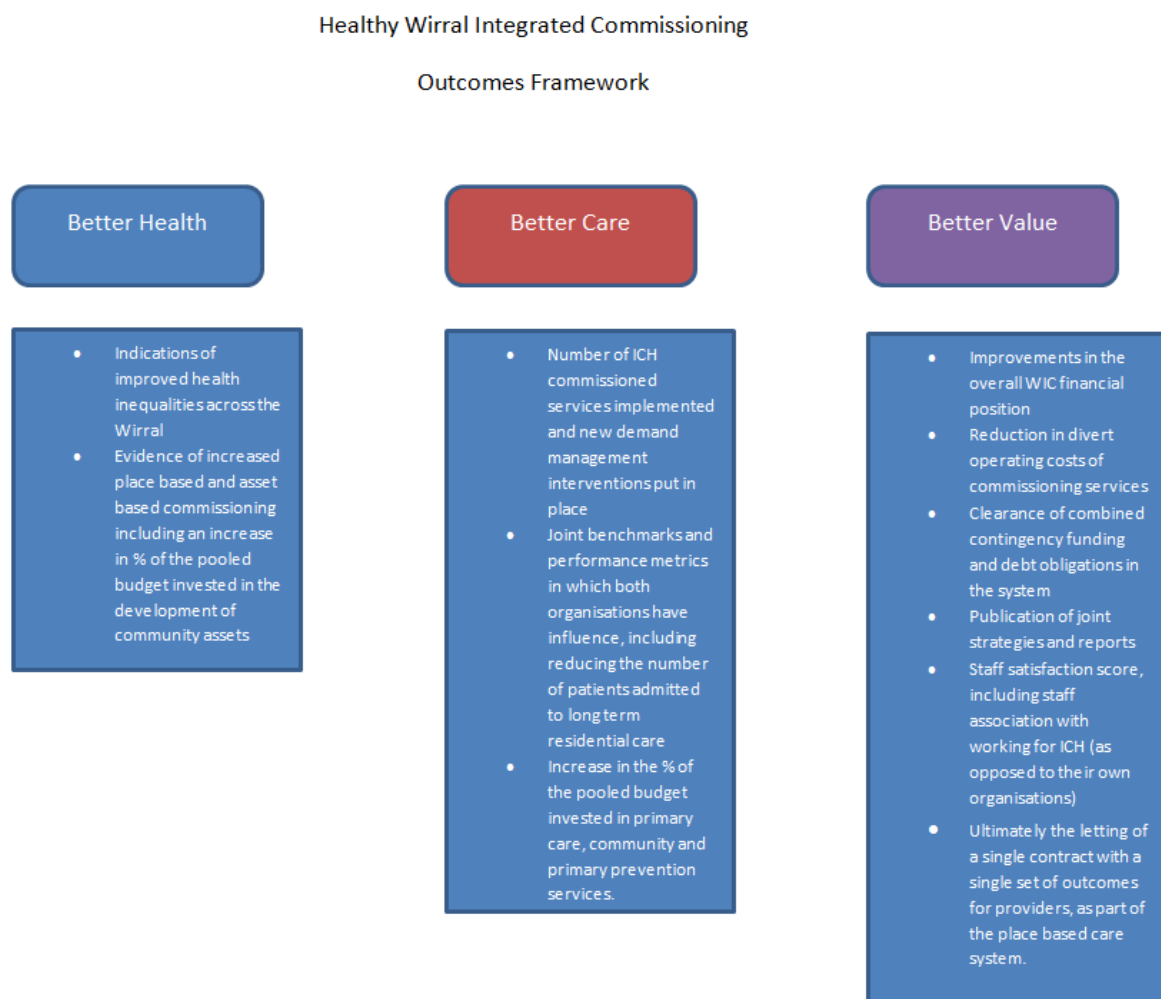 Healthy Wirral Integrated Commissioning
Outcomes Framework
Better Health
• Indications of
improved health
inequalities across the
Wirral
• Evidence of increased
place based and asset
based commissioning
including an increase
in % of the pooled
budget invested in the
development of
community assets
Better Care
• Number of ICH
commissioned
services implemented
and new demand
management
interventions put in
place
• Joint benchmarks and
performance metrics
in which both
organisations have
influence, including
reducing the number
of patients admitted
to long term
residential care
• Increase in the % of
the pooled budget
invested in primary
care, community and
primary prevention
services.
Better Value
• Improvements in the
overall WIC financial
position
• Reduction in divert
operating costs of
commissioning services
• Clearance of combined
contingency funding
and debt obligations in
the system
• Publication of joint
strategies and reports
• Staff satisfaction score,
including staff
association with
working for ICH (as
opposed to their own
organisations)
• Ultimately the letting of
a single contract with a
single set of outcomes
for providers, as part of
the place based care
system.